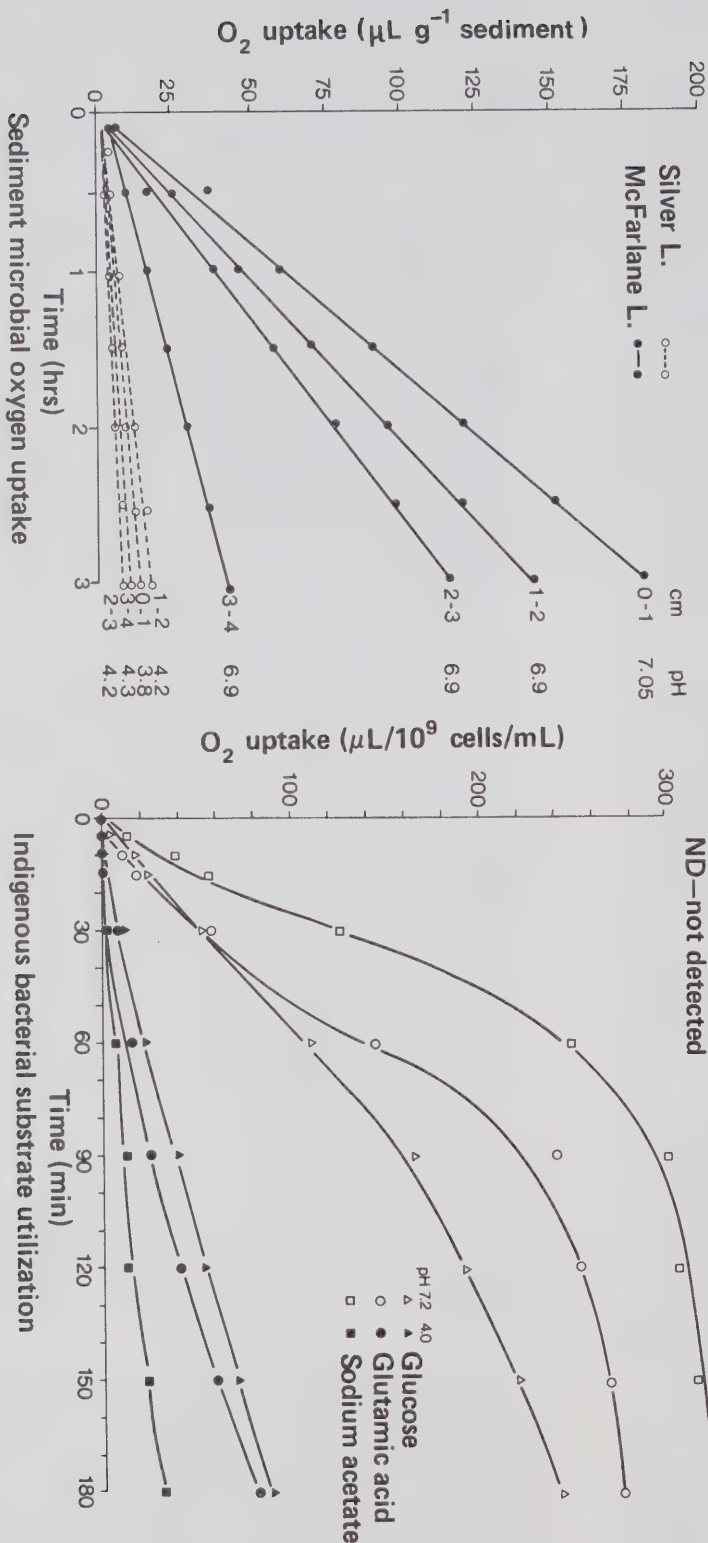 O₂ uptake (µL g⁻¹ sediment)
200
175
150
125
100
75
50
25
0
Silver L. ○---○
McFarlane L. ●—●
cm pH
0-1 7.05
1-2 6.9
2-3 6.9
3-4 6.9
1-2 4.2
0-1 3.8
3-4 4.3
2-3 4.2
0 1 2 3
Time (hrs)
Sediment microbial oxygen uptake
O₂ uptake (µL/10⁹ cells/mL)
300
200
100
0
ND—not detected
pH 7.2 4.0
△ ▲ Glucose
○ ● Glutamic acid
□ ■ Sodium acetate
0 30 60 90 120 150 180
Time (min)
Indigenous bacterial substrate utilization